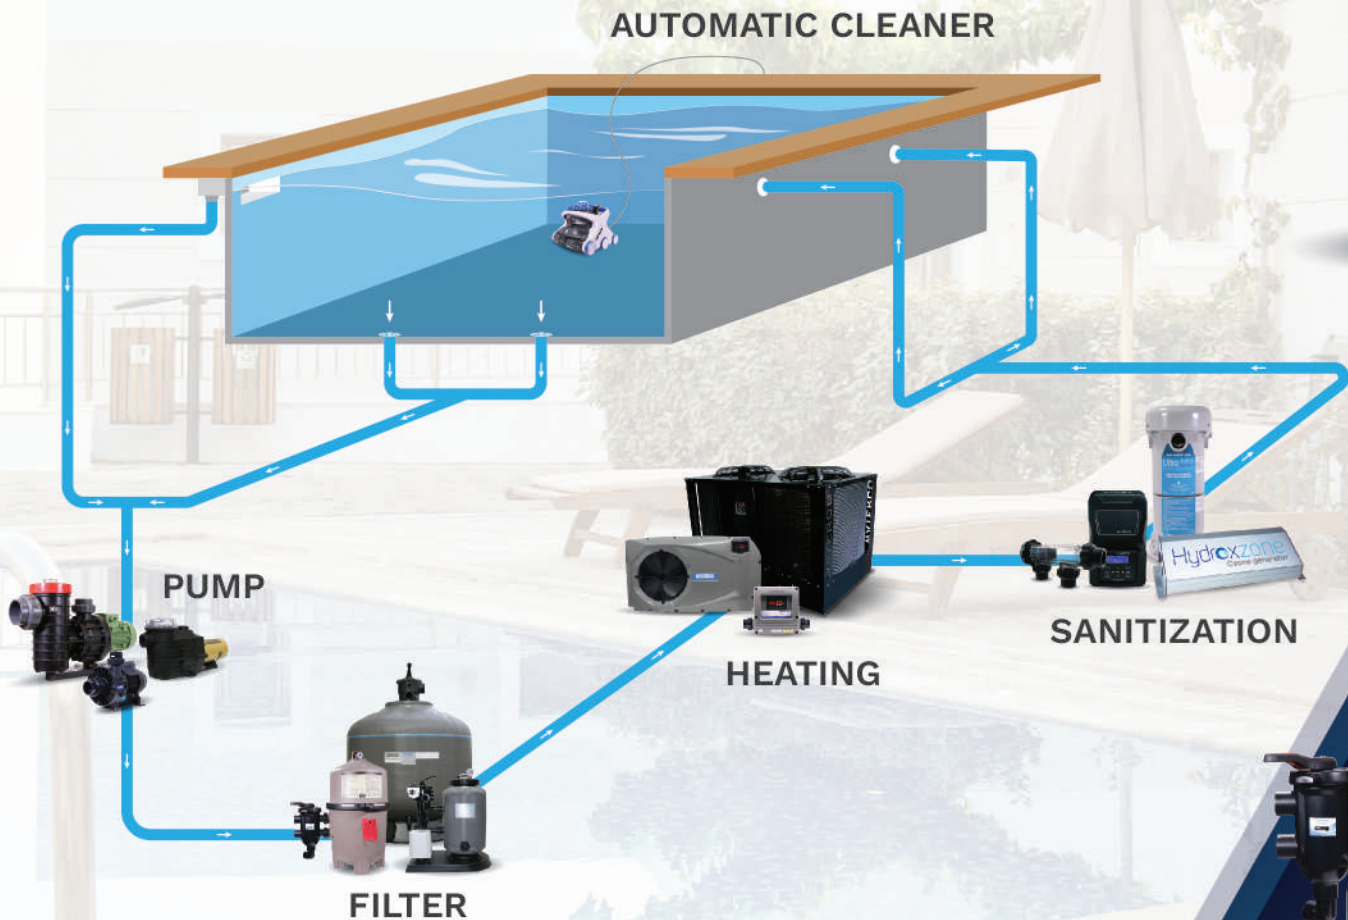 AUTOMATIC CLEANER
PUMP
HEATING
SANITIZATION
FILTER
Hydroxzone
Ozone generator